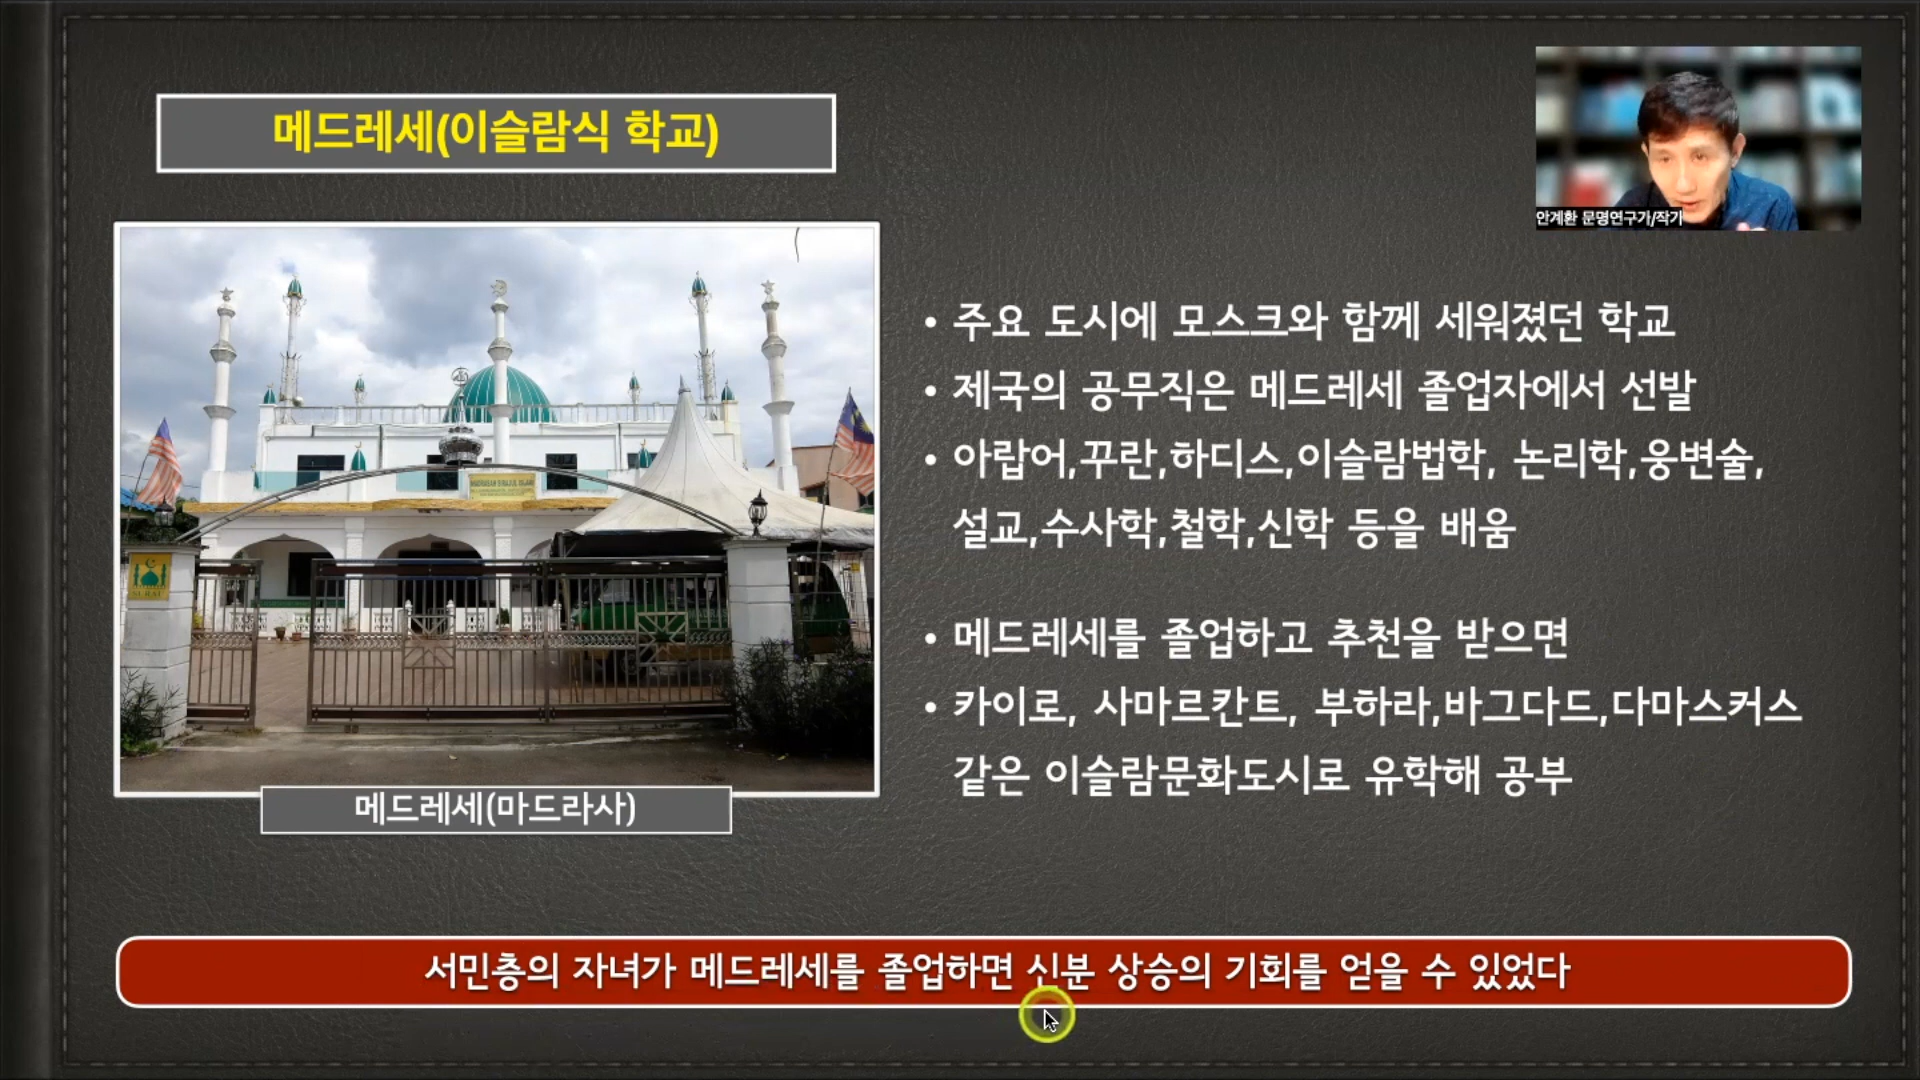 메드레세(이슬람식 학교)
안계환 문명연구가/작가
• 주요 도시에 모스크와 함께 세워졌던 학교
• 제국의 공무직은 메드레세 졸업자에서 선발
• 아랍어,꾸란,하디스,이슬람법학, 논리학,웅변술,
설교,수사학,철학,신학 등을 배움
• 메드레세를 졸업하고 추천을 받으면
• 카이로, 사마르칸트, 부하라,바그다드,다마스커스
같은 이슬람문화도시로 유학해 공부
SURAU
메드레세(마드라사)
서민층의 자녀가 메드레세를 졸업하면 신분 상승의 기회를 얻을 수 있었다